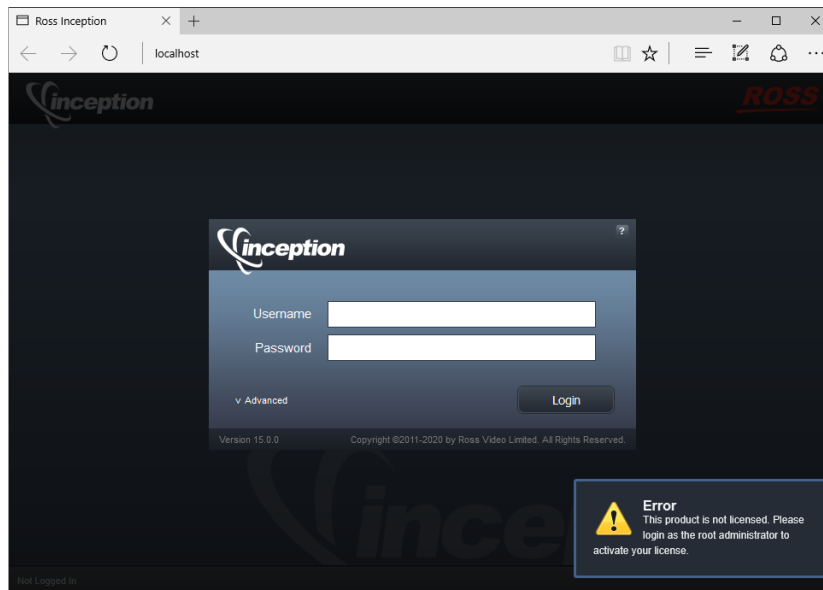 Ross Inception
localhost
inception
ROSS
inception
?
Username
Password
v Advanced
Login
Version 15.0.0
Copyright ©2011-2020 by Ross Video Limited. All Rights Reserved.
ince
Error
This product is not licensed. Please
login as the root administrator to
activate your license.
Not Logged In